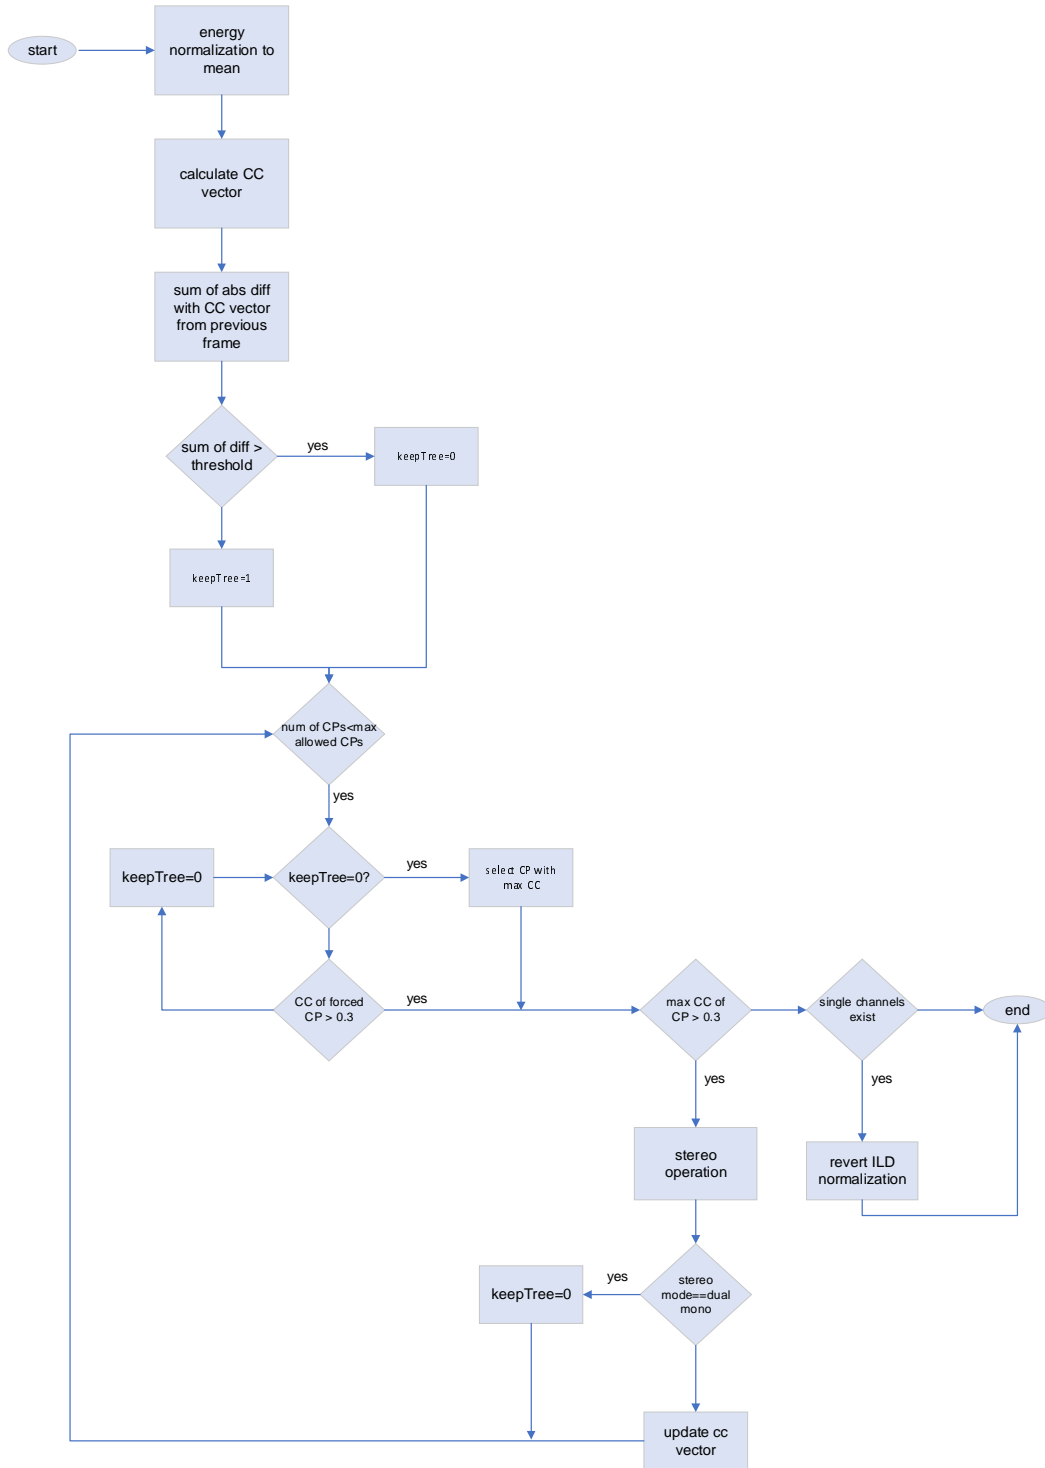 start
energy
normalization to
mean
calculate CC
vector
sum of abs diff
with CC vector
from previous
frame
sum of diff >
threshold
yes
keepTree=0
keepTree=1
num of CPs<max
allowed CPs
yes
keepTree=0
keepTree=0?
yes
select CP with
max CC
CC of forced
CP > 0.3
yes
max CC of
CP > 0.3
single channels
exist
end
yes
yes
stereo
operation
revert ILD
normalization
keepTree=0
yes
stereo
mode==dual
mono
update cc
vector